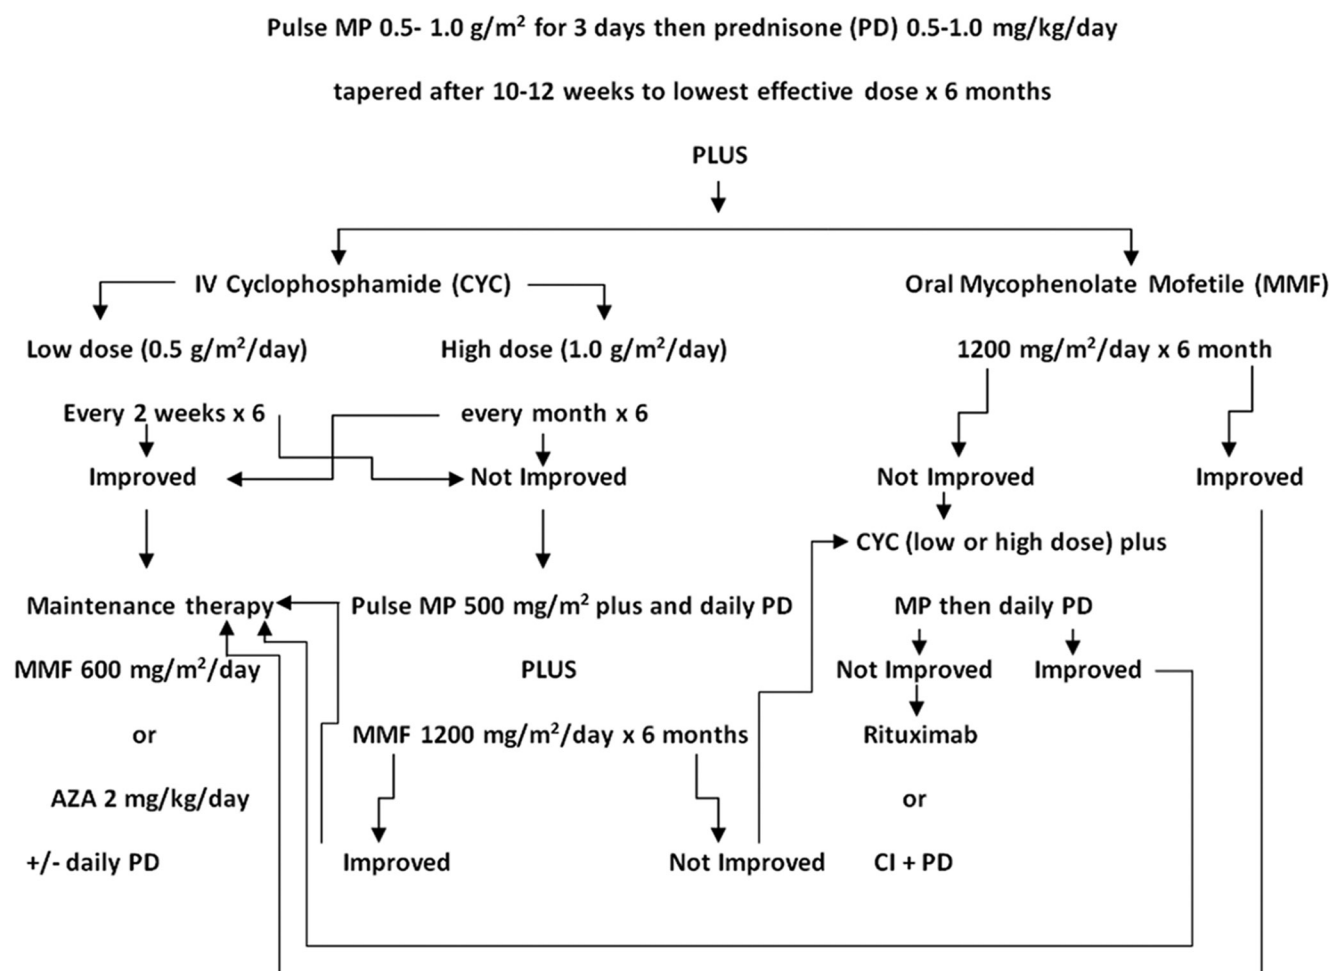 Pulse MP 0.5- 1.0 g/m² for 3 days then prednisone (PD) 0.5-1.0 mg/kg/day
tapered after 10-12 weeks to lowest effective dose x 6 months
PLUS
IV Cyclophosphamide (CYC)
Oral Mycophenolate Mofetile (MMF)
Low dose (0.5 g/m²/day)
High dose (1.0 g/m²/day)
1200 mg/m²/day x 6 month
Every 2 weeks x 6
every month x 6
Improved
Not Improved
Not Improved
Improved
CYC (low or high dose) plus
Maintenance therapy
Pulse MP 500 mg/m² plus and daily PD
MP then daily PD
MMF 600 mg/m²/day
PLUS
Not Improved
Improved
or
MMF 1200 mg/m²/day x 6 months
Rituximab
AZA 2 mg/kg/day
or
+/- daily PD
Improved
Not Improved
CI + PD